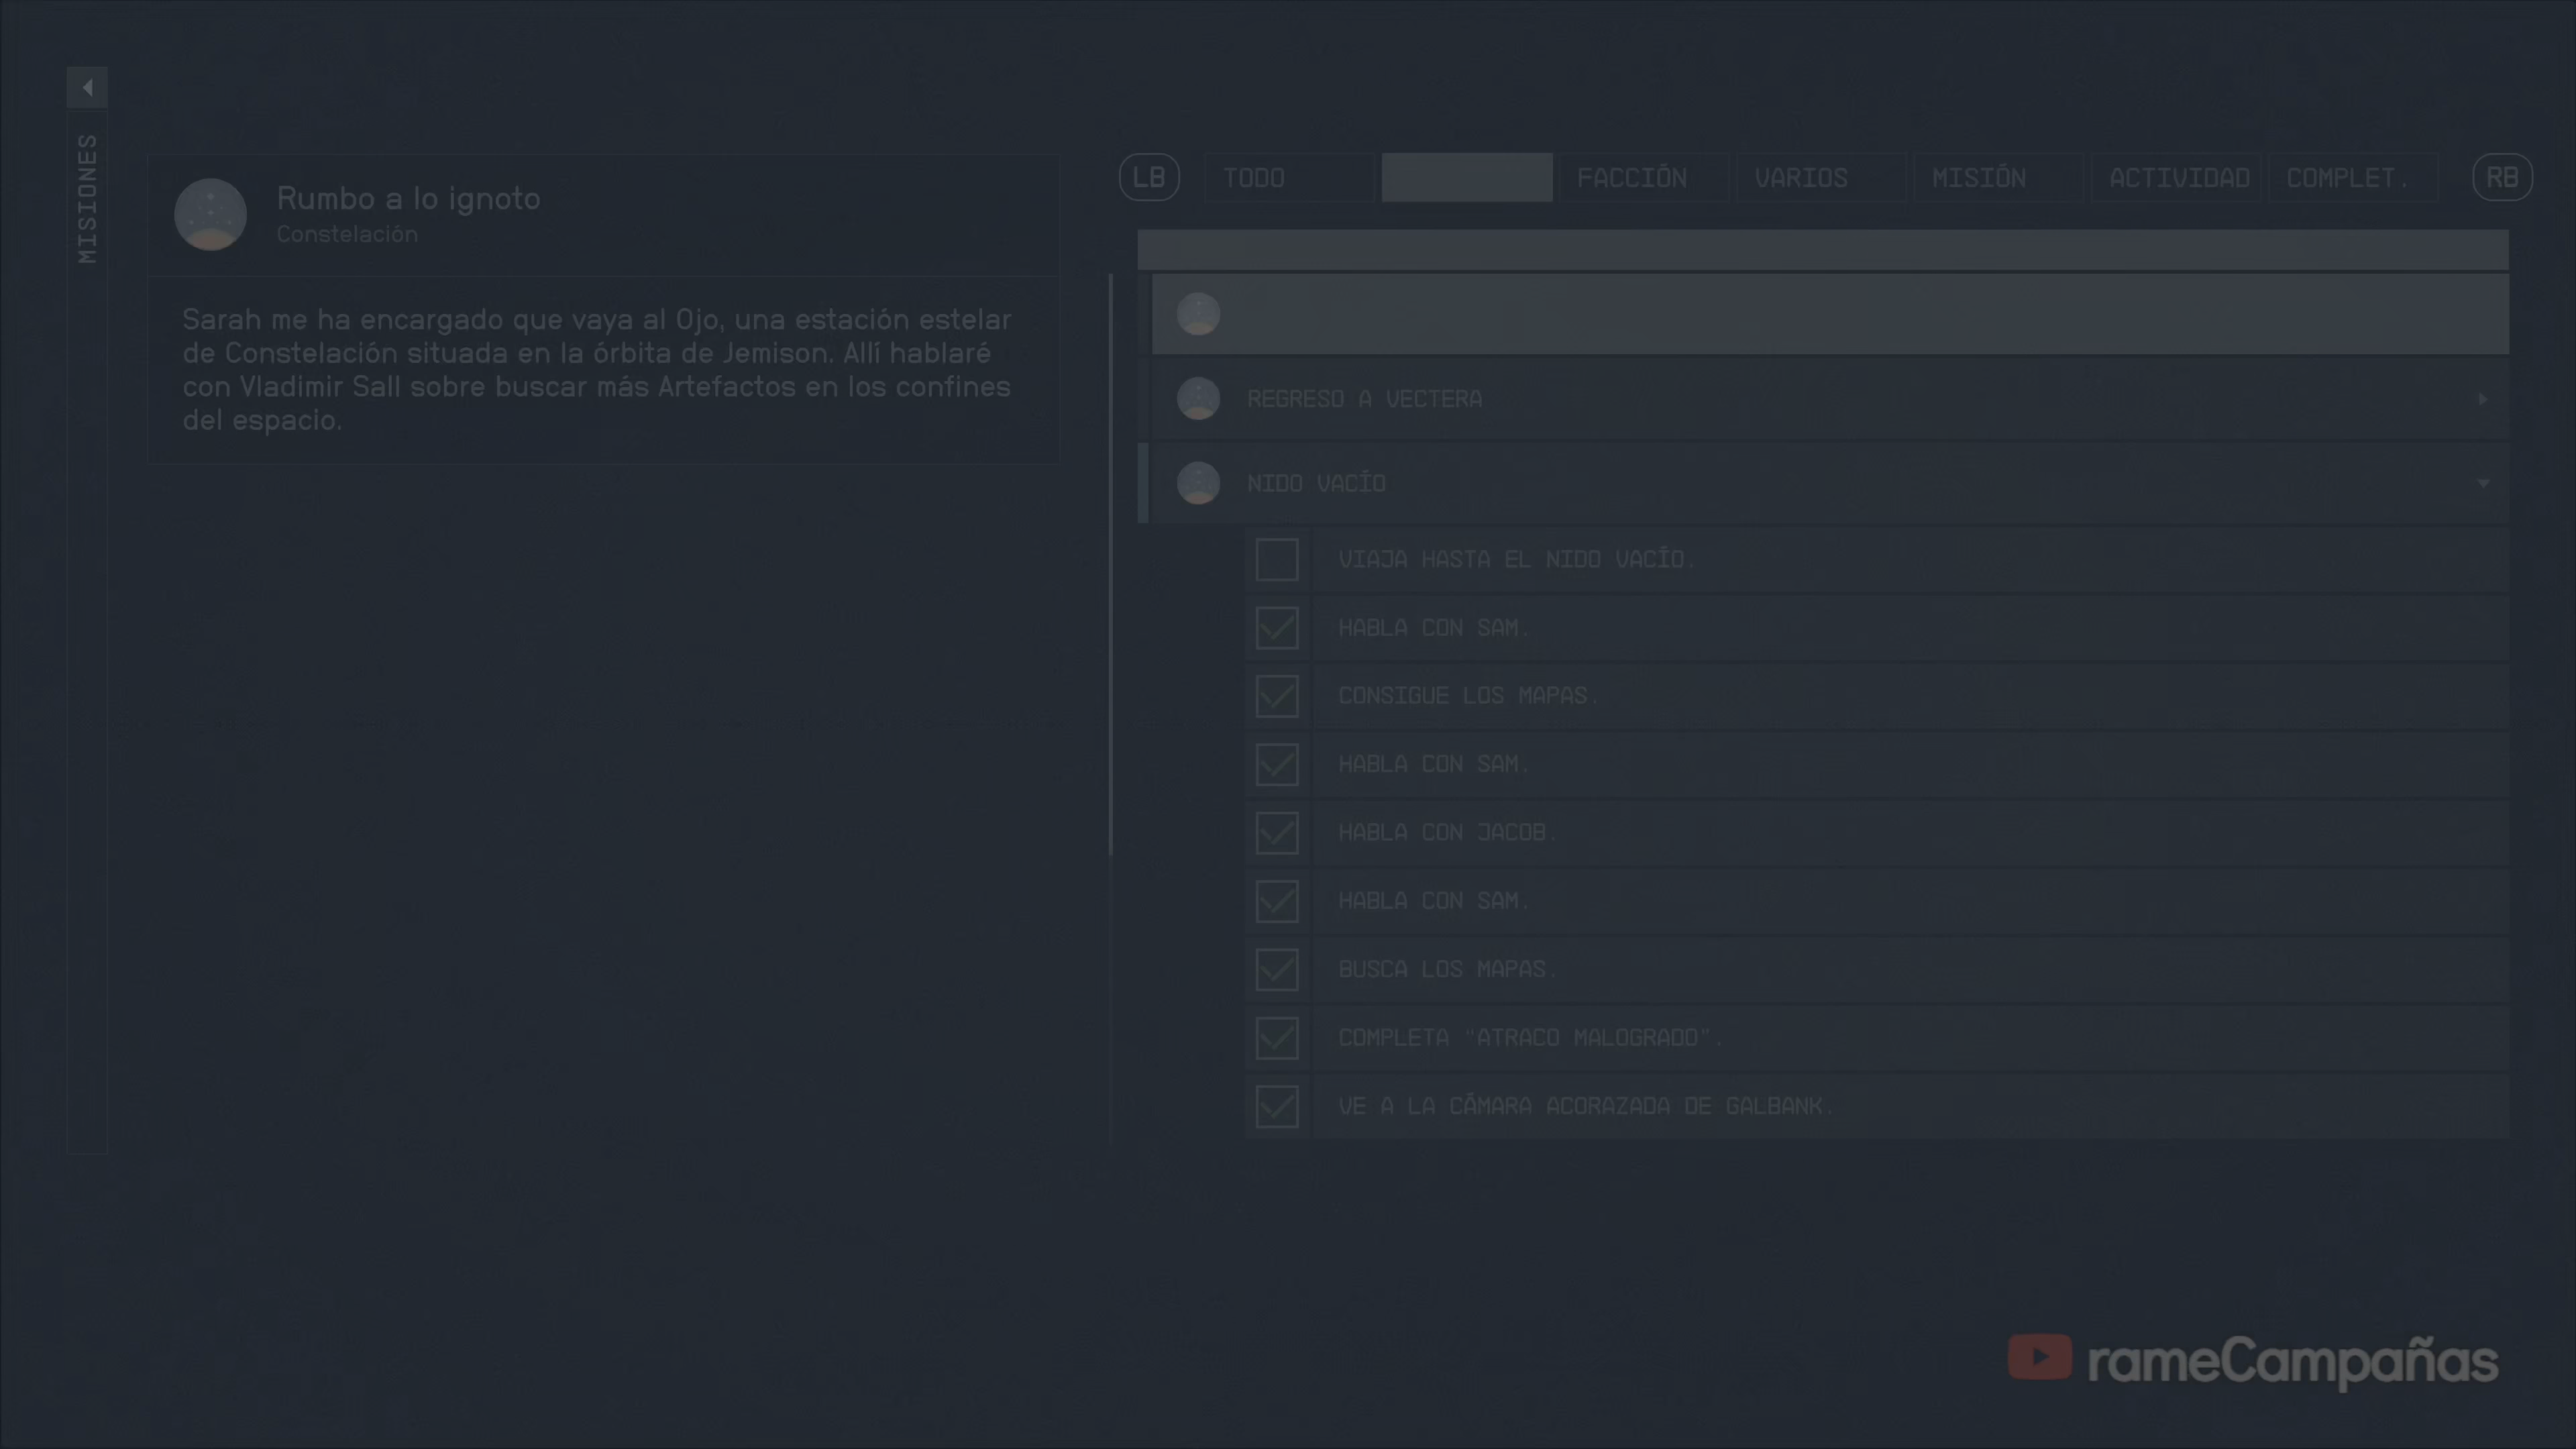 MISIONES
Rumbo a lo ignoto
Constelación
Sarah me ha encargado que vaya al Ojo, una estación estelar
de Constelación situada en la órbita de Jemison. Allí hablaré
con Vladimir Sall sobre buscar más Artefactos en los confines
del espacio.
LB TODO FACCIÓN VARIOS MISIÓN ACTIVIDAD COMPLET. RB
REGRESO A VECTERA
NIDO VACÍO
VIAJA HASTA EL NIDO VACÍO.
HABLA CON SAM.
CONSIGUE LOS MAPAS.
HABLA CON SAM.
HABLA CON JACOB.
HABLA CON SAM.
BUSCA LOS MAPAS.
COMPLETA "ATRACO MALOGRADO".
VE A LA CÁMARA ACORAZADA DE GALBANK.
rameCampañas